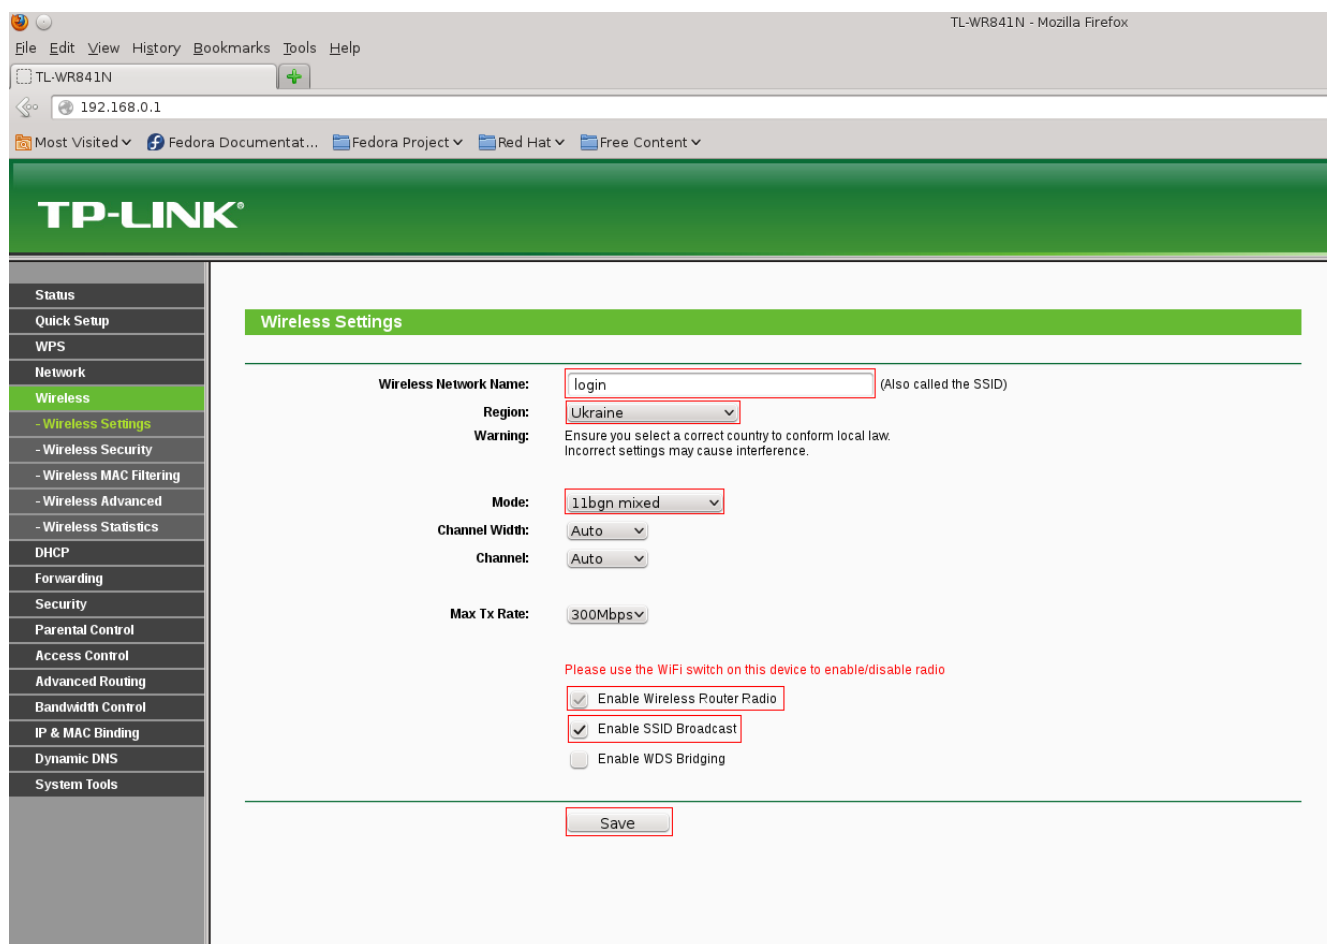 TL-WR841N - Mozilla Firefox
File Edit View History Bookmarks Tools Help
TL-WR841N
192.168.0.1
Most Visited Fedora Documentat... Fedora Project Red Hat Free Content
TP-LINK®
Status
Quick Setup
WPS
Network
Wireless
- Wireless Settings
- Wireless Security
- Wireless MAC Filtering
- Wireless Advanced
- Wireless Statistics
DHCP
Forwarding
Security
Parental Control
Access Control
Advanced Routing
Bandwidth Control
IP & MAC Binding
Dynamic DNS
System Tools
Wireless Settings
Wireless Network Name: login (Also called the SSID)
Region: Ukraine
Warning: Ensure you select a correct country to conform local law.
Incorrect settings may cause interference.
Mode: 11bgn mixed
Channel Width: Auto
Channel: Auto
Max Tx Rate: 300Mbps
Please use the WiFi switch on this device to enable/disable radio
Enable Wireless Router Radio
Enable SSID Broadcast
Enable WDS Bridging
Save